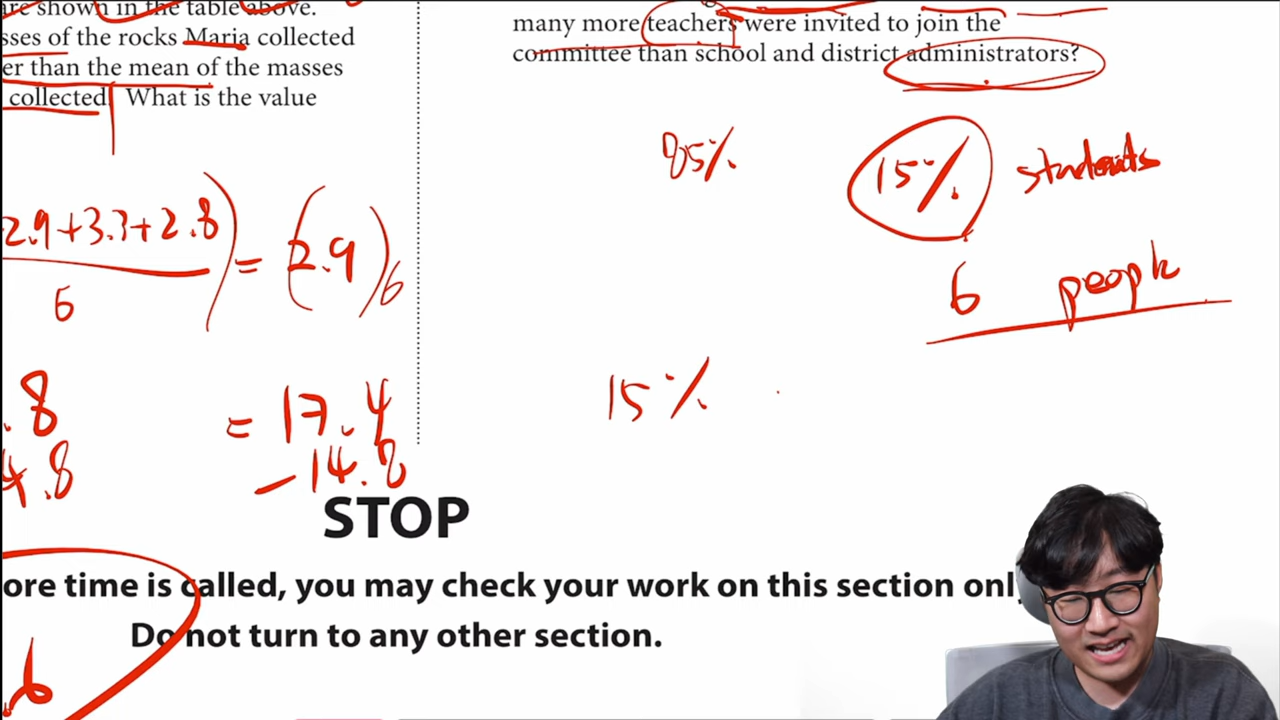 are shown in the table above.
sses of the rocks Maria collected
er than the mean of the masses
collected. What is the value
2.9+3.3+2.8
6
= (2.9)6
.8
4.8
= 17.4
-14.8
many more teachers were invited to join the
committee than school and district administrators?
85%
15% students
6 people
15%
STOP
ore time is called, you may check your work on this section onl
Do not turn to any other section.
.6